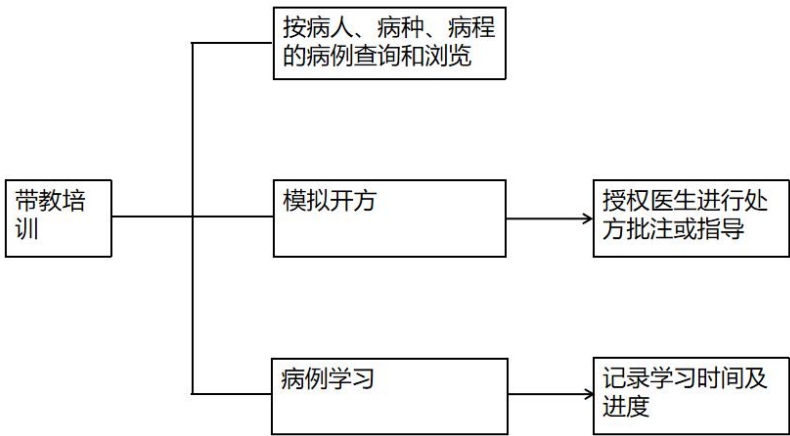 按病人、病种、病程
的病例查询和浏览
带教培
训
模拟开方
授权医生进行处
方批注或指导
病例学习
记录学习时间及
进度